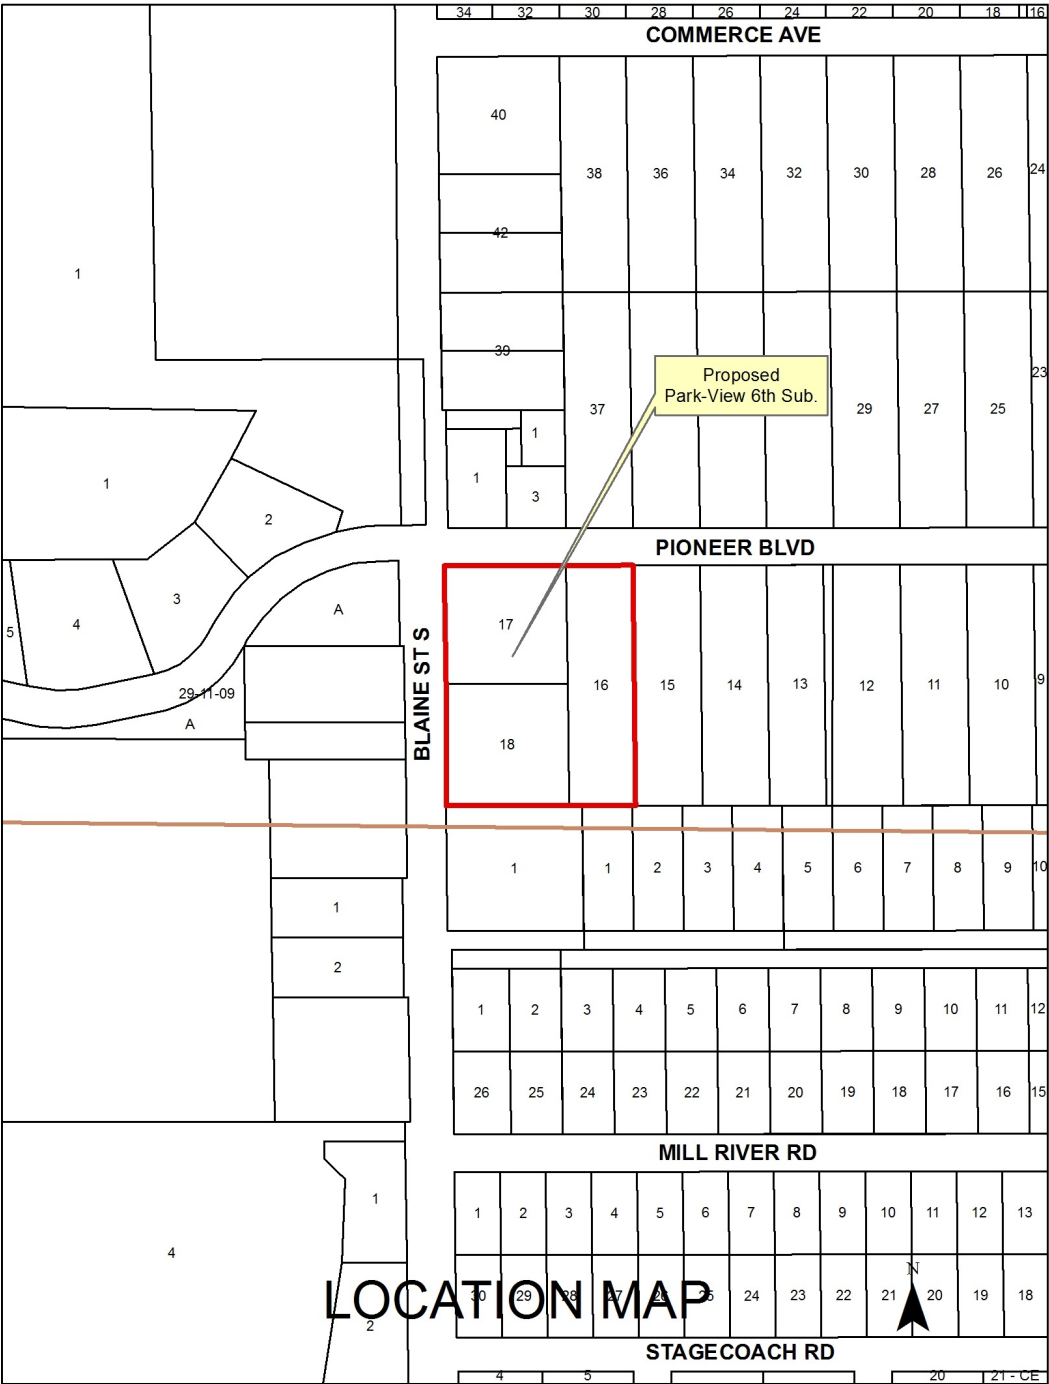 34 32 30 28 26 24 22 20 18 16
COMMERCE AVE
40
38 36 34 32 30 28 26 24
42
1
39
Proposed
Park-View 6th Sub.
23
37 29 27 25
1
1 1
3
2
PIONEER BLVD
3 A
4 17
5
BLAINE ST S
16 15 14 13 12 11 10 9
29-11-09
A
18
1 1 2 3 4 5 6 7 8 9 10
1
2
1 2 3 4 5 6 7 8 9 10 11 12
26 25 24 23 22 21 20 19 18 17 16 15
MILL RIVER RD
1
1 2 3 4 5 6 7 8 9 10 11 12 13
4
N
30 29 28 27 26 25 24 23 22 21 20 19 18
LOCATION MAP
2
STAGECOACH RD
4 5 20 21 - CE